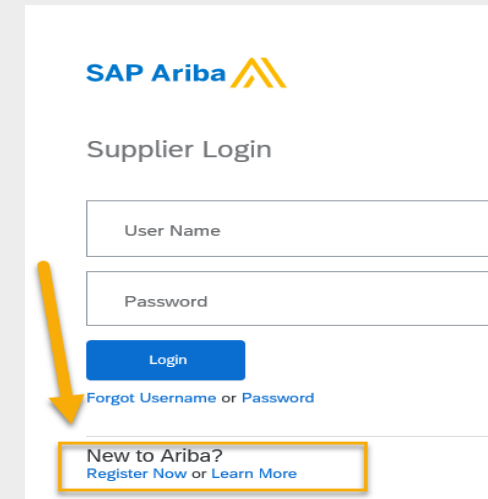 SAP Ariba
Supplier Login
User Name
Password
Login
Forgot Username or Password
New to Ariba?
Register Now or Learn More